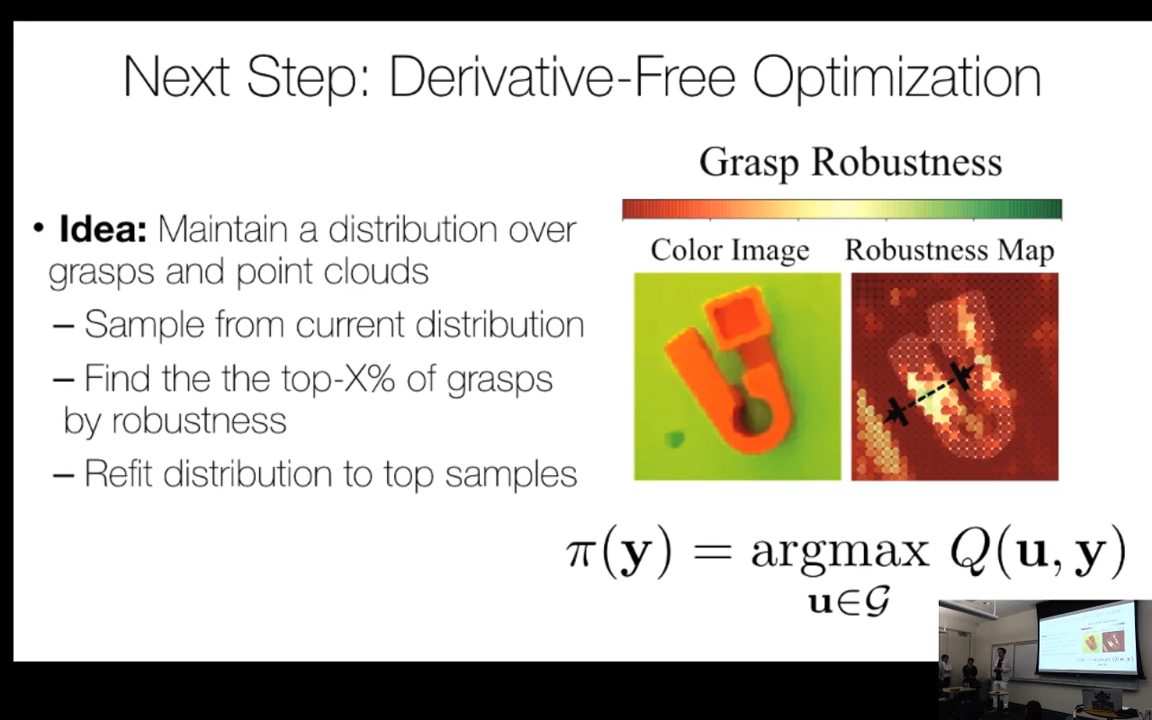 Next Step: Derivative-Free Optimization
• Idea: Maintain a distribution over
grasps and point clouds
– Sample from current distribution
– Find the the top-X% of grasps
by robustness
– Refit distribution to top samples
Grasp Robustness
Color Image Robustness Map
π(y) = argmax Q(u, y)
u∈𝒢